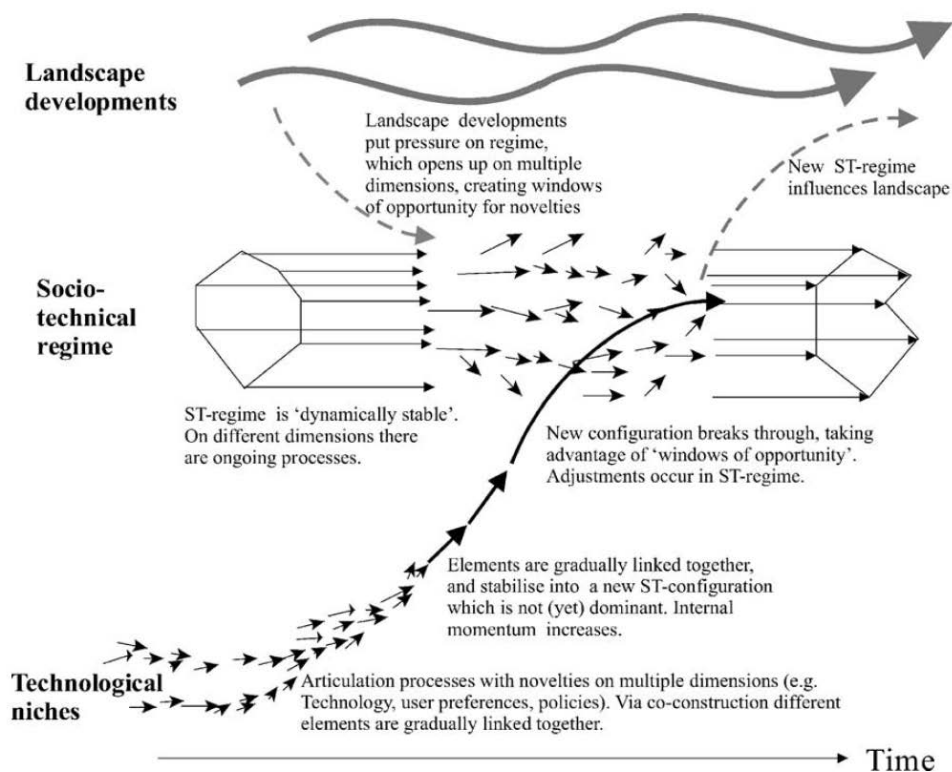 Landscape
developments
Landscape developments
put pressure on regime,
which opens up on multiple
dimensions, creating windows
of opportunity for novelties
New ST-regime
influences landscape
Socio-
technical
regime
ST-regime is ‘dynamically stable’.
On different dimensions there
are ongoing processes.
New configuration breaks through, taking
advantage of ‘windows of opportunity’.
Adjustments occur in ST-regime.
Elements are gradually linked together,
and stabilise into a new ST-configuration
which is not (yet) dominant. Internal
momentum increases.
Technological
niches
Articulation processes with novelties on multiple dimensions (e.g.
Technology, user preferences, policies). Via co-construction different
elements are gradually linked together.
Time